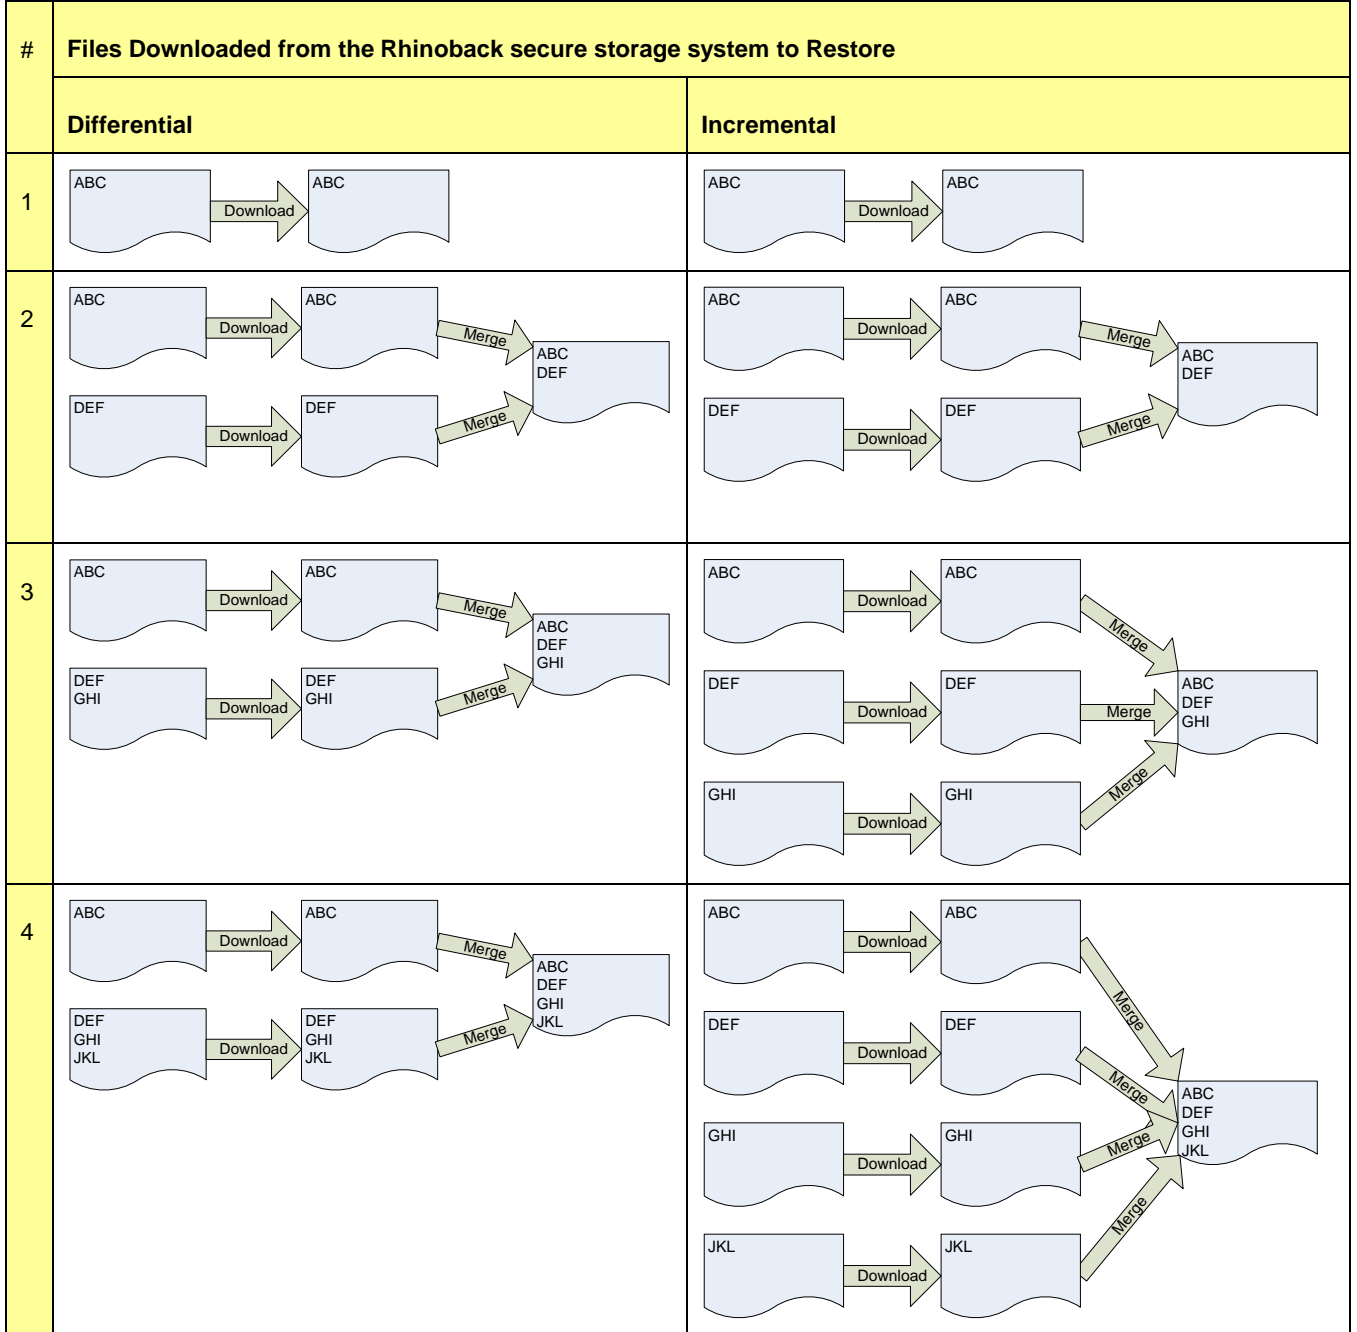 #
Files Downloaded from the Rhinoback secure storage system to Restore
Differential
Incremental
1
ABC
Download
ABC
ABC
Download
ABC
2
ABC
Download
ABC
Merge
DEF
Download
DEF
Merge
ABC
DEF
ABC
Download
ABC
Merge
DEF
Download
DEF
Merge
ABC
DEF
3
ABC
Download
ABC
Merge
DEF
GHI
Download
DEF
GHI
Merge
ABC
DEF
GHI
ABC
Download
ABC
Merge
DEF
Download
DEF
Merge
GHI
Download
GHI
Merge
ABC
DEF
GHI
4
ABC
Download
ABC
Merge
DEF
GHI
JKL
Download
DEF
GHI
JKL
Merge
ABC
DEF
GHI
JKL
ABC
Download
ABC
Merge
DEF
Download
DEF
Merge
GHI
Download
GHI
Merge
JKL
Download
JKL
Merge
ABC
DEF
GHI
JKL